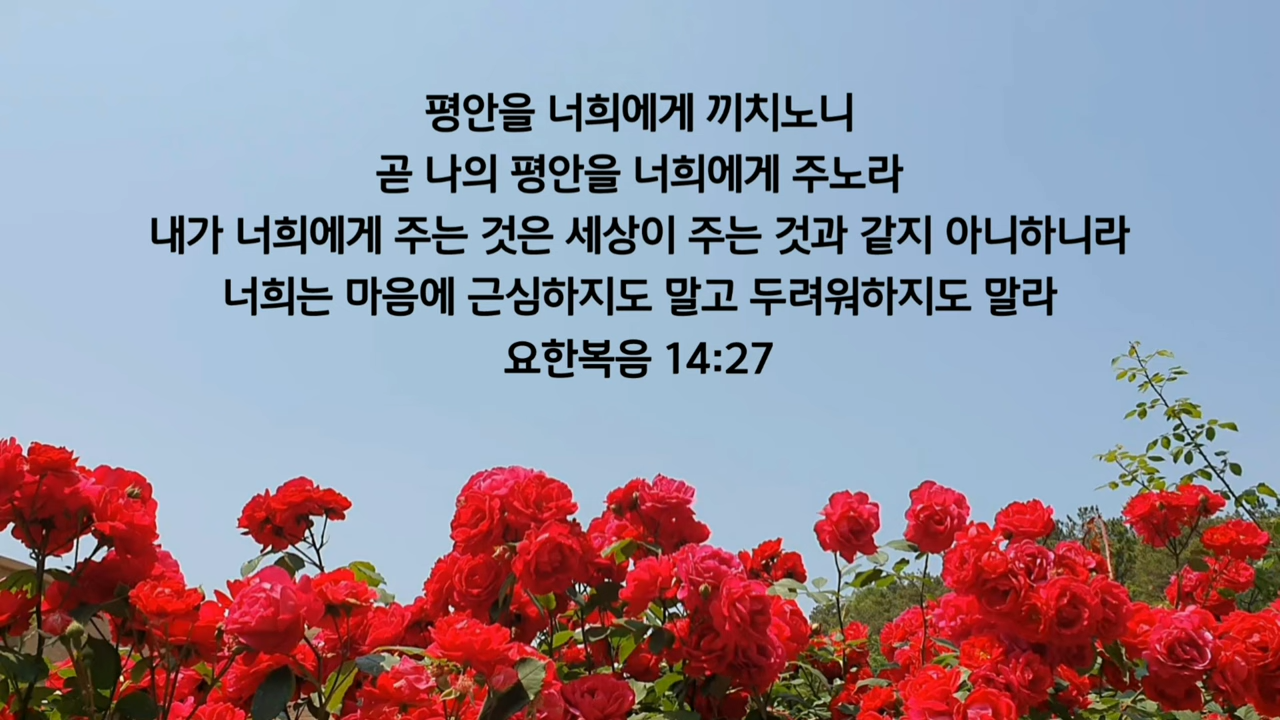 평안을 너희에게 끼치노니
곧 나의 평안을 너희에게 주노라
내가 너희에게 주는 것은 세상이 주는 것과 같지 아니하니라
너희는 마음에 근심하지도 말고 두려워하지도 말라
요한복음 14:27